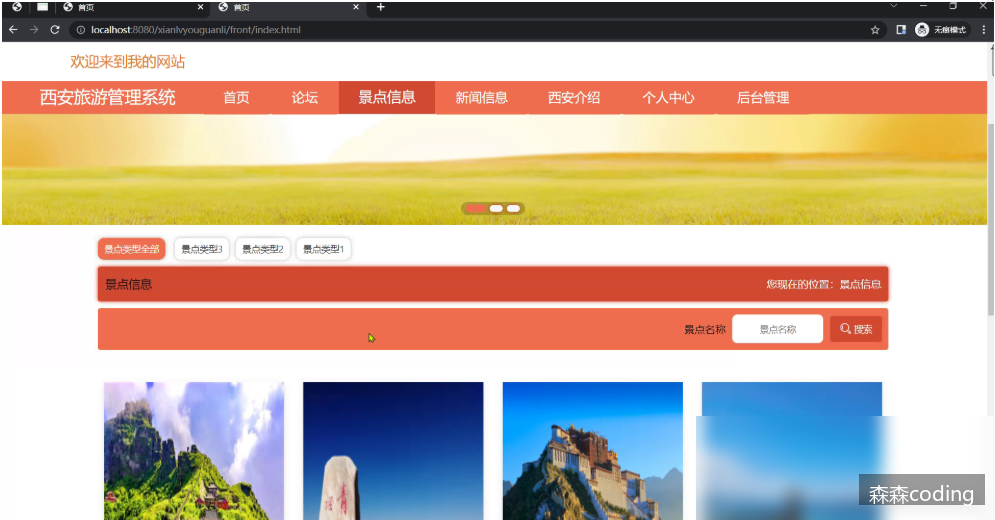 首页
首页
localhost:8080/xianlvyouguanli/front/index.html
无痕模式
欢迎来到我的网站
西安旅游管理系统 首页 论坛 景点信息 新闻信息 西安介绍 个人中心 后台管理
景点类型全部 景点类型3 景点类型2 景点类型1
景点信息 您现在的位置：景点信息
景点名称 景点名称 搜索
森森coding